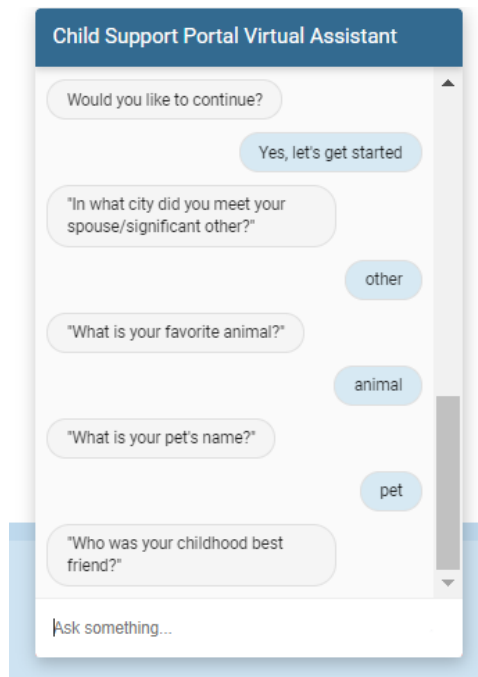 Child Support Portal Virtual Assistant
Would you like to continue?
Yes, let's get started
"In what city did you meet your
spouse/significant other?"
other
"What is your favorite animal?"
animal
"What is your pet's name?"
pet
"Who was your childhood best
friend?"
Ask something...